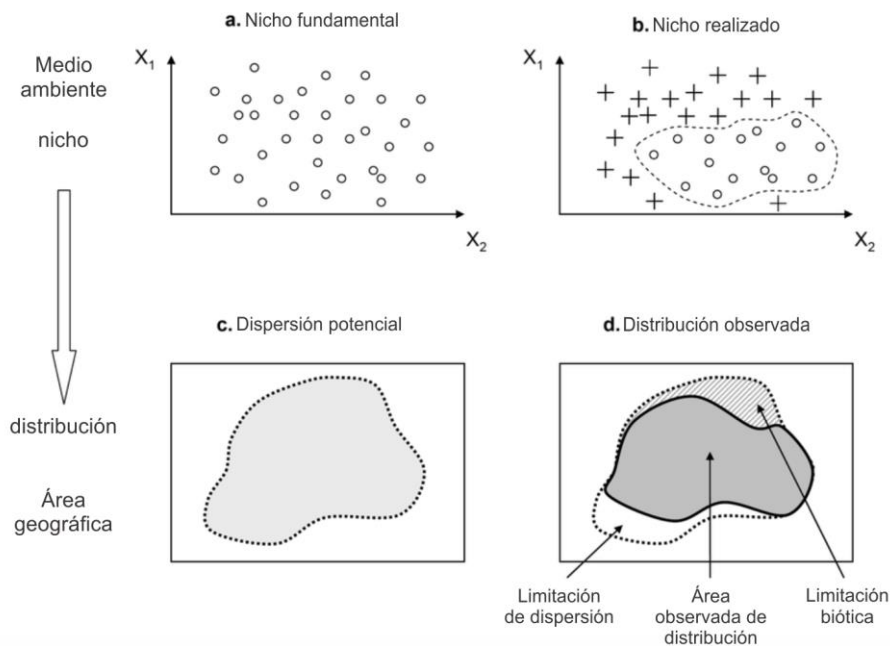 a. Nicho fundamental
b. Nicho realizado
Medio
ambiente
nicho
X1
X2
X1
X2
c. Dispersión potencial
d. Distribución observada
distribución
Área
geográfica
Limitación
de dispersión
Área
observada de
distribución
Limitación
biótica